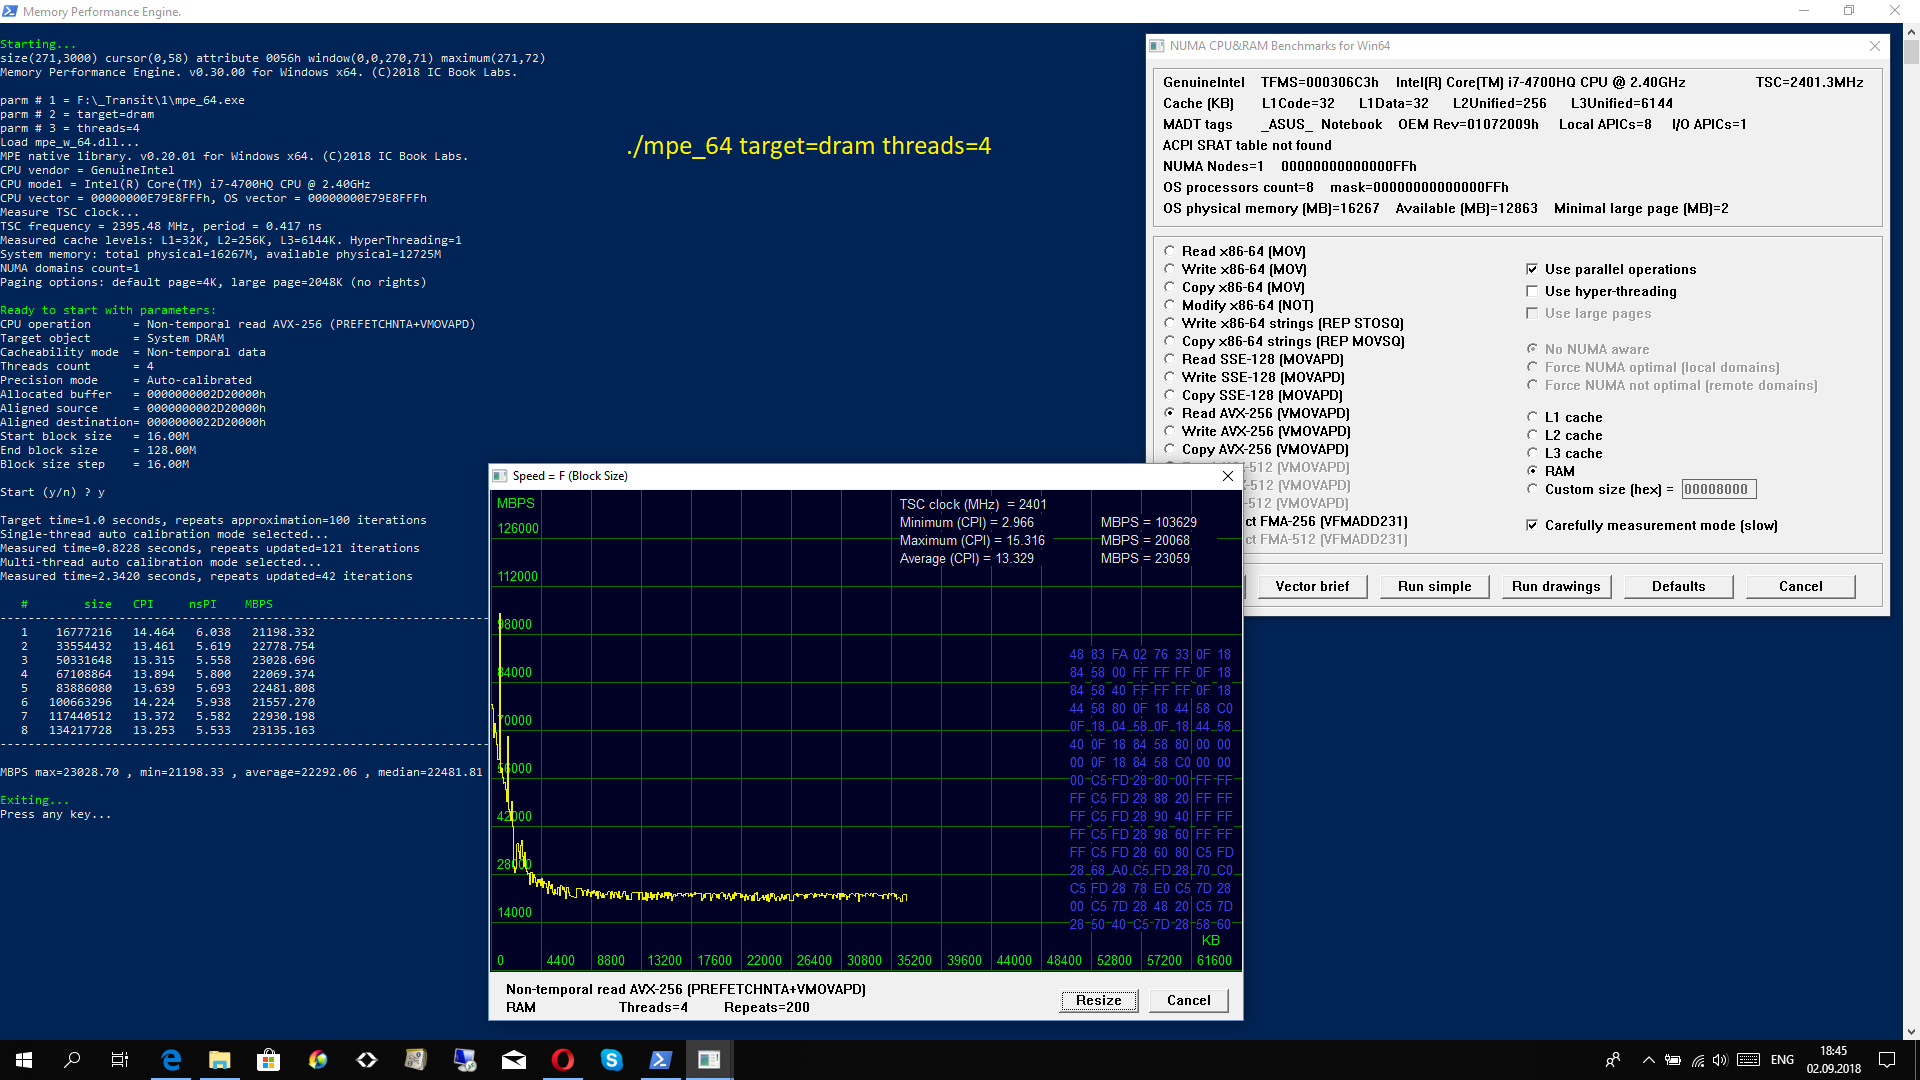 Memory Performance Engine.
Starting...
size(271,3000) cursor(0,58) attribute 0056h window(0,0,270,71) maximum(271,72)
Memory Performance Engine. v0.30.00 for Windows x64. (C)2018 IC Book Labs.
parm # 1 = F:\_Transit\1\mpe_64.exe
parm # 2 = target=dram
parm # 3 = threads=4
Load mpe_w_64.dll...
MPE native library. v0.20.01 for Windows x64. (C)2018 IC Book Labs.
CPU vendor = GenuineIntel
CPU model = Intel(R) Core(TM) i7-4700HQ CPU @ 2.40GHz
CPU vector = 00000000E79E8FFFh, OS vector = 00000000E79E8FFFh
Measure TSC clock...
TSC frequency = 2395.48 MHz, period = 0.417 ns
Measured cache levels: L1=32K, L2=256K, L3=6144K. HyperThreading=1
System memory: total physical=16267M, available physical=12725M
NUMA domains count=1
Paging options: default page=4K, large page=2048K (no rights)
Ready to start with parameters:
CPU operation = Non-temporal read AVX-256 (PREFETCHNTA+VMOVAPD)
Target object = System DRAM
Cacheability mode = Non-temporal data
Threads count = 4
Precision mode = Auto-calibrated
Allocated buffer = 0000000002D20000h
Aligned source = 0000000002D20000h
Aligned destination= 0000000022D20000h
Start block size = 16.00M
End block size = 128.00M
Block size step = 16.00M
Start (y/n) ? y
Target time=1.0 seconds, repeats approximation=100 iterations
Single-thread auto calibration mode selected...
Measured time=0.8228 seconds, repeats updated=121 iterations
Multi-thread auto calibration mode selected...
Measured time=2.3420 seconds, repeats updated=42 iterations
# size CPI nsPI MBPS
1 16777216 14.464 6.038 21198.332
2 33554432 13.461 5.619 22778.754
3 50331648 13.315 5.558 23028.696
4 67108864 13.894 5.800 22069.374
5 83886080 13.639 5.693 22481.808
6 100663296 14.224 5.938 21557.270
7 117440512 13.372 5.582 22930.198
8 134217728 13.253 5.533 23135.163
MBPS max=23028.70 , min=21198.33 , average=22292.06 , median=22481.81
Exiting...
Press any key...
./mpe_64 target=dram threads=4
NUMA CPU&RAM Benchmarks for Win64
GenuineIntel TFMS=000306C3h Intel(R) Core(TM) i7-4700HQ CPU @ 2.40GHz TSC=2401.3MHz
Cache (KB) L1Code=32 L1Data=32 L2Unified=256 L3Unified=6144
MADT tags _ASUS_ Notebook OEM Rev=01072009h Local APICs=8 I/O APICs=1
ACPI SRAT table not found
NUMA Nodes=1 00000000000000FFh
OS processors count=8 mask=00000000000000FFh
OS physical memory (MB)=16267 Available (MB)=12863 Minimal large page (MB)=2
Read x86-64 (MOV)
Write x86-64 (MOV)
Copy x86-64 (MOV)
Modify x86-64 (NOT)
Write x86-64 strings (REP STOSQ)
Copy x86-64 strings (REP MOVSQ)
Read SSE-128 (MOVAPD)
Write SSE-128 (MOVAPD)
Copy SSE-128 (MOVAPD)
Read AVX-256 (VMOVAPD)
Write AVX-256 (VMOVAPD)
Copy AVX-256 (VMOVAPD)
-512 (VMOVAPD)
-512 (VMOVAPD)
-512 (VMOVAPD)
ct FMA-256 (VFMADD231)
ct FMA-512 (VFMADD231)
Use parallel operations
Use hyper-threading
Use large pages
No NUMA aware
Force NUMA optimal (local domains)
Force NUMA not optimal (remote domains)
L1 cache
L2 cache
L3 cache
RAM
Custom size (hex) = 00008000
Carefully measurement mode (slow)
Vector brief Run simple Run drawings Defaults Cancel
Speed = F (Block Size)
MBPS
126000
112000
98000
84000
70000
56000
42000
28000
14000
TSC clock (MHz) = 2401
Minimum (CPI) = 2.966 MBPS = 103629
Maximum (CPI) = 15.316 MBPS = 20068
Average (CPI) = 13.329 MBPS = 23059
48 83 FA 02 76 33 0F 18
84 58 00 FF FF FF 0F 18
84 58 40 FF FF FF 0F 18
44 58 80 0F 18 44 58 C0
0F 18 04 58 0F 18 44 58
40 0F 18 84 58 80 00 00
00 0F 18 84 58 C0 00 00
00 C5 FD 28 80 00 FF FF
FF C5 FD 28 88 20 FF FF
FF C5 FD 28 90 40 FF FF
FF C5 FD 28 98 60 FF FF
FF C5 FD 28 60 80 C5 FD
28 68 A0 C5 FD 28 70 C0
C5 FD 28 78 E0 C5 7D 28
00 C5 7D 28 48 20 C5 7D
28 50 40 C5 7D 28 58 60
KB
0 4400 8800 13200 17600 22000 26400 30800 35200 39600 44000 48400 52800 57200 61600
Non-temporal read AVX-256 (PREFETCHNTA+VMOVAPD)
RAM Threads=4 Repeats=200
Resize Cancel
ENG
18:45
02.09.2018